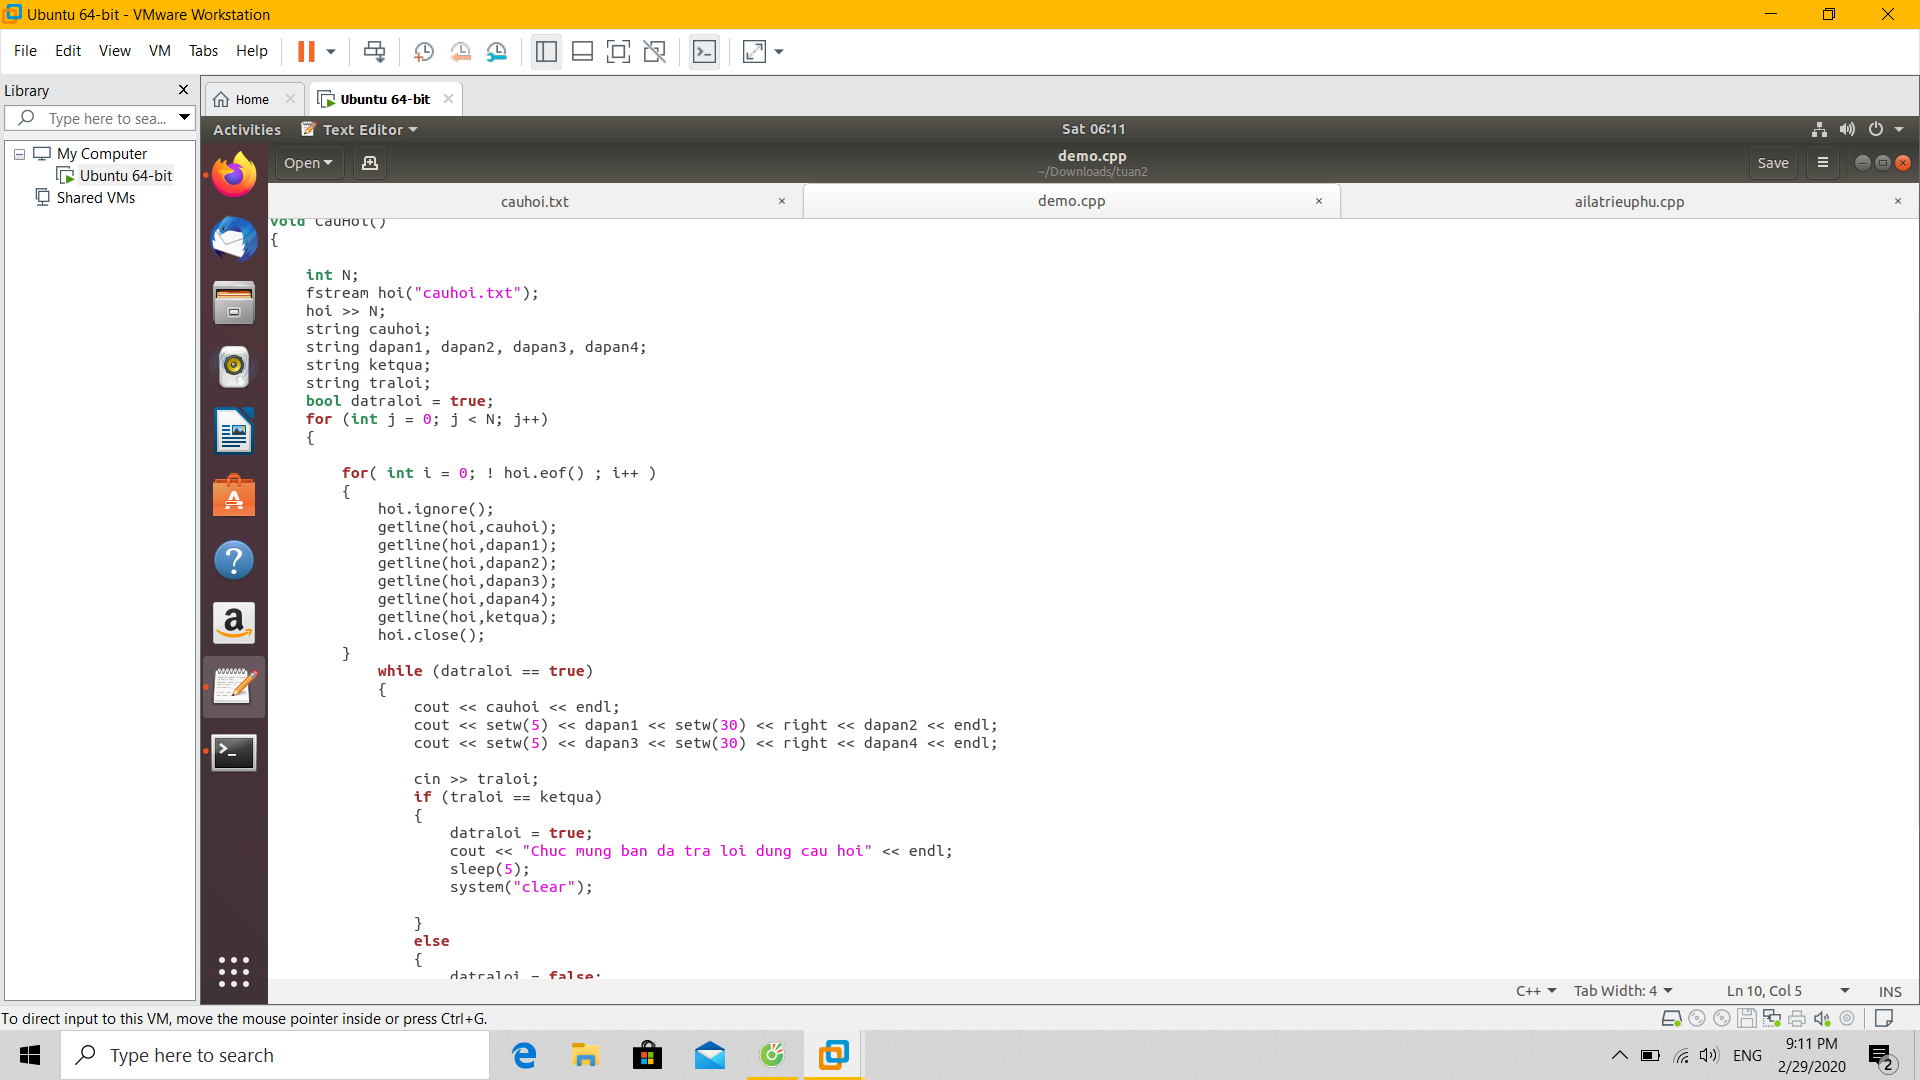 Ubuntu 64-bit - VMware Workstation
File Edit View VM Tabs Help
Library
Type here to sea...
My Computer
Ubuntu 64-bit
Shared VMs
Home
Ubuntu 64-bit
Activities Text Editor Sat 06:11
Open demo.cpp Save
~/Downloads/tuan2
cauhoi.txt demo.cpp ailatrieuphu.cpp
void CauHoi()
{
int N;
fstream hoi("cauhoi.txt");
hoi >> N;
string cauhoi;
string dapan1, dapan2, dapan3, dapan4;
string ketqua;
string traloi;
bool datraloi = true;
for (int j = 0; j < N; j++)
{
for( int i = 0; ! hoi.eof() ; i++ )
{
hoi.ignore();
getline(hoi,cauhoi);
getline(hoi,dapan1);
getline(hoi,dapan2);
getline(hoi,dapan3);
getline(hoi,dapan4);
getline(hoi,ketqua);
hoi.close();
}
while (datraloi == true)
{
cout << cauhoi << endl;
cout << setw(5) << dapan1 << setw(30) << right << dapan2 << endl;
cout << setw(5) << dapan3 << setw(30) << right << dapan4 << endl;
cin >> traloi;
if (traloi == ketqua)
{
datraloi = true;
cout << "Chuc mung ban da tra loi dung cau hoi" << endl;
sleep(5);
system("clear");
}
else
{
datraloi = false;
C++ Tab Width: 4 Ln 10, Col 5 INS
To direct input to this VM, move the mouse pointer inside or press Ctrl+G.
Type here to search
ENG
9:11 PM
2/29/2020
2